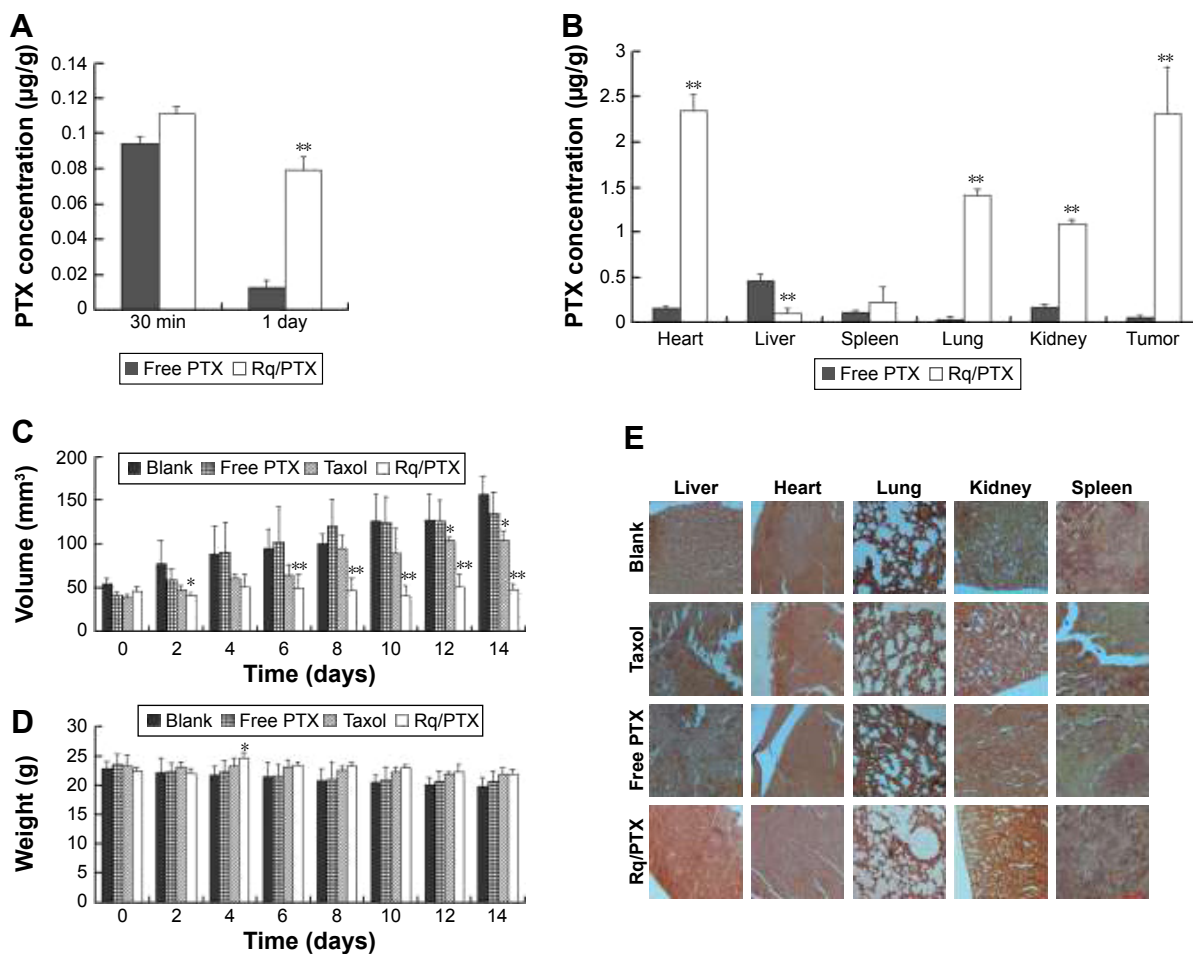 A
PTX concentration (µg/g)
0.14
0.12
0.1
0.08
0.06
0.04
0.02
0
**
30 min 1 day
Free PTX Rq/PTX
B
PTX concentration (µg/g)
3
2.5
2
1.5
1
0.5
0
** ** ** ** **
Heart Liver Spleen Lung Kidney Tumor
Free PTX Rq/PTX
C
Volume (mm³)
200
150
100
50
0
Blank Free PTX Taxol Rq/PTX
* ** ** ** * ** * **
0 2 4 6 8 10 12 14
Time (days)
D
Weight (g)
30
25
20
15
10
5
0
Blank Free PTX Taxol Rq/PTX
*
0 2 4 6 8 10 12 14
Time (days)
E
Liver Heart Lung Kidney Spleen
Blank
Taxol
Free PTX
Rq/PTX